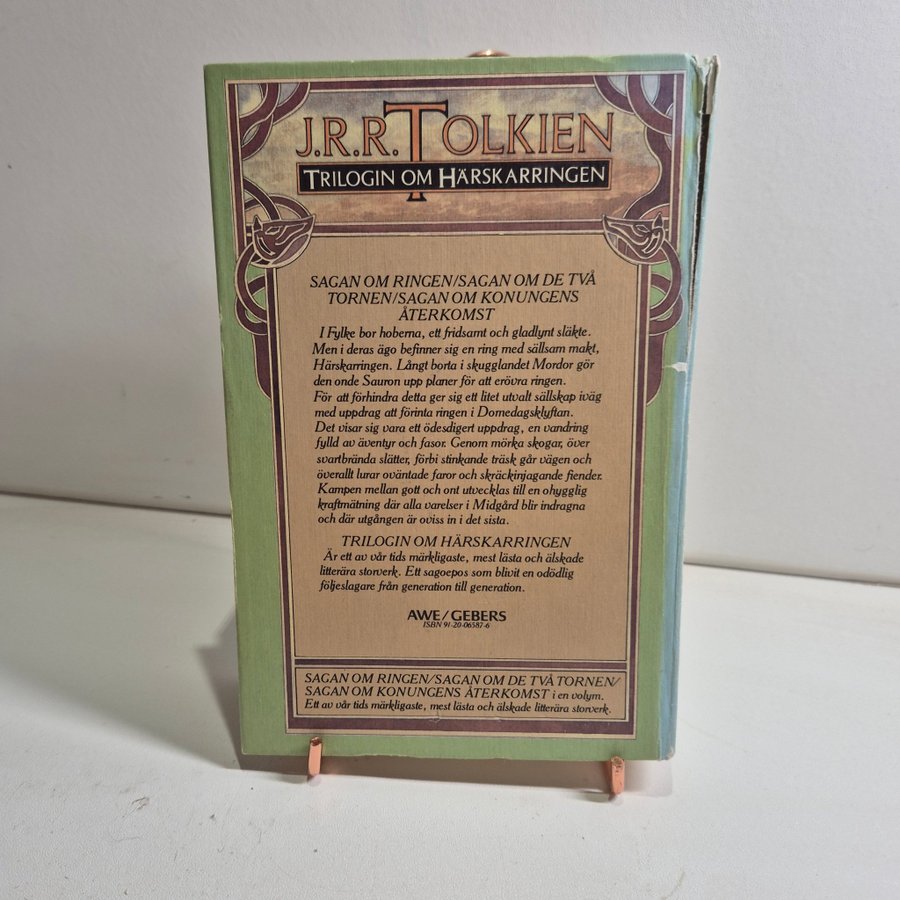 J.R.R. TOLKIEN
TRILOGIN OM HÄRSKARRINGEN
SAGAN OM RINGEN/SAGAN OM DE TVÅ
TORNEN/SAGAN OM KONUNGENS
ÅTERKOMST
I Fylke bor hoberna, ett fridsamt och gladlynt släkte.
Men i deras ägo befinner sig en ring med sällsam makt,
Härskarringen. Långt borta i skugglandet Mordor gör
den onde Sauron upp planer för att erövra ringen.
För att förhindra detta ger sig ett litet utvalt sällskap iväg
med uppdrag att förinta ringen i Domedagsklyftan.
Det visar sig vara ett ödesdigert uppdrag, en vandring
fylld av äventyr och fasor. Genom mörka skogar, över
svartbrända slätter, förbi stinkande träsk går vägen och
överallt lurar oväntade faror och skräckinjagande fiender.
Kampen mellan gott och ont utvecklas till en ohygglig
kraftmätning där alla varelser i Midgård blir indragna
och där utgången är oviss in i det sista.
TRILOGIN OM HÄRSKARRINGEN
Är ett av vår tids märkligaste, mest lästa och älskade
litterära storverk. Ett sagoepos som blivit en odödlig
följeslagare från generation till generation.
AWE/GEBERS
ISBN 91-20-06587-6
SAGAN OM RINGEN/SAGAN OM DE TVÅ TORNEN/
SAGAN OM KONUNGENS ÅTERKOMST i en volym.
Ett av vår tids märkligaste, mest lästa och älskade litterära storverk.